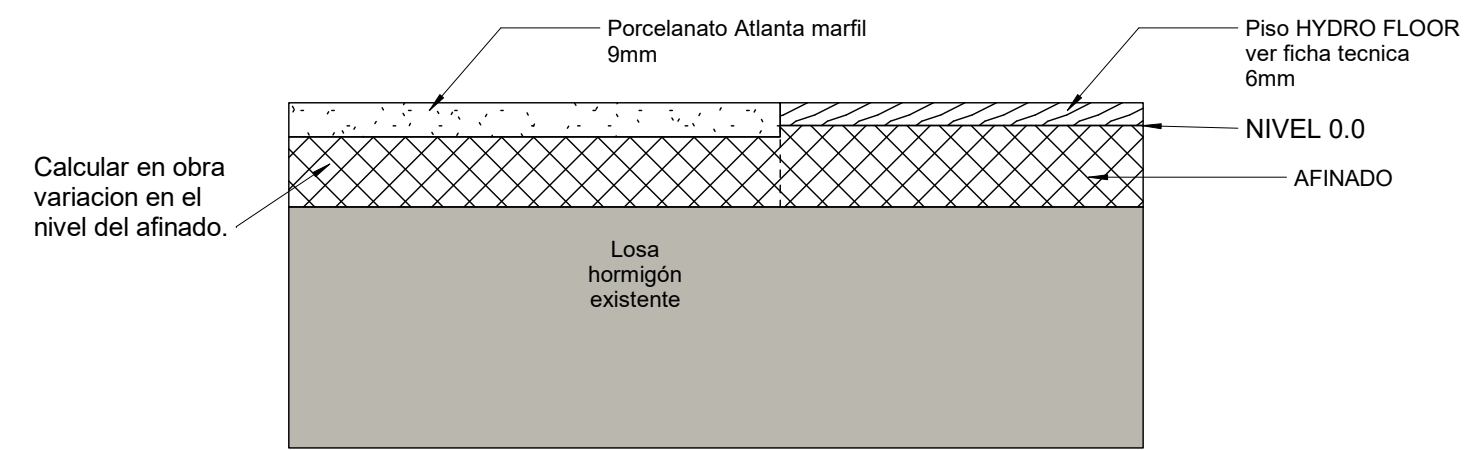 Porcelanato Atlanta marfil
9mm
Piso HYDRO FLOOR
ver ficha tecnica
6mm
NIVEL 0.0
Calcular en obra
variacion en el
nivel del afinado.
AFINADO
Losa
hormigón
existente